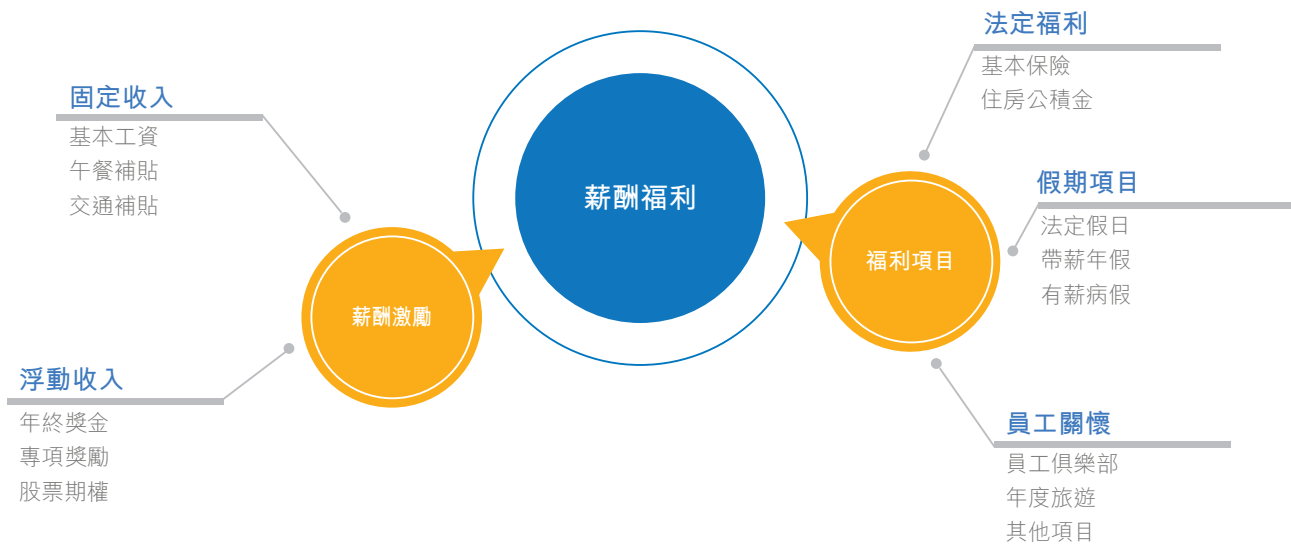 薪酬福利
薪酬激勵
固定收入
基本工資
午餐補貼
交通補貼
浮動收入
年終獎金
專項獎勵
股票期權
福利項目
法定福利
基本保險
住房公積金
假期項目
法定假日
帶薪年假
有薪病假
員工關懷
員工俱樂部
年度旅遊
其他項目